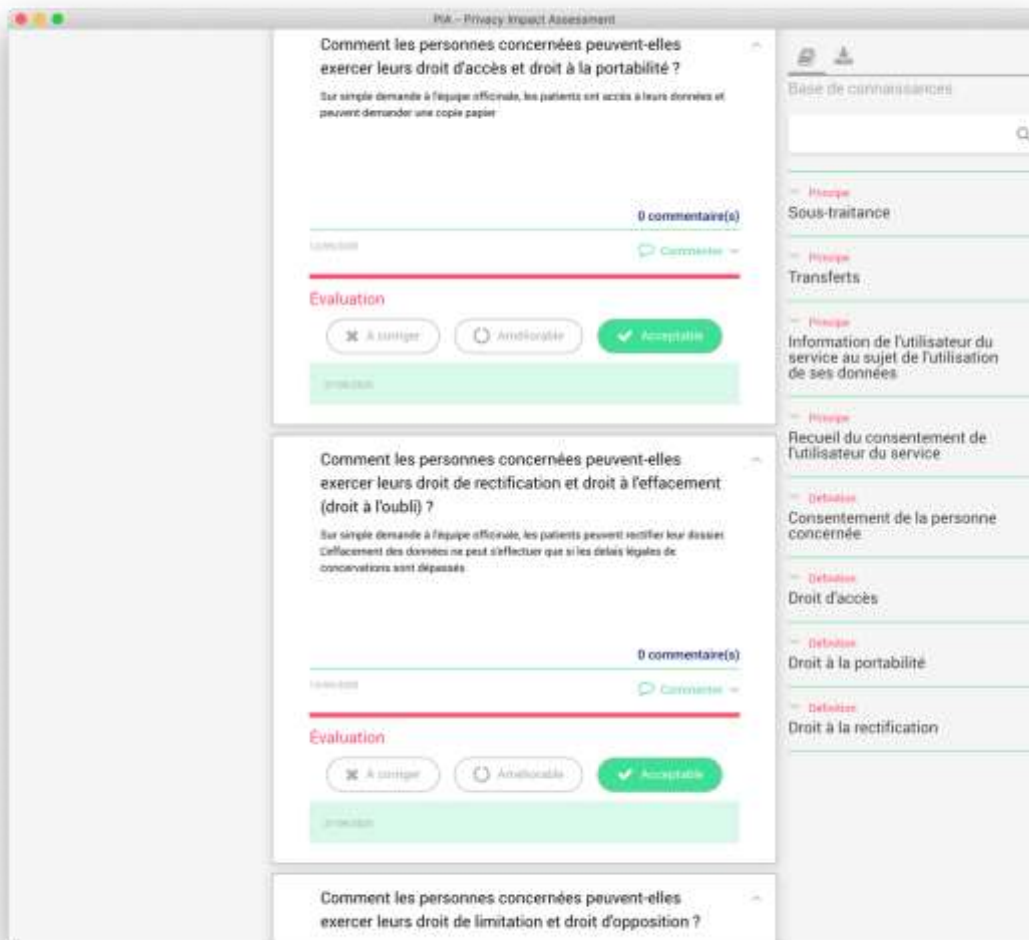 PIA - Privacy Impact Assessment
Comment les personnes concernées peuvent-elles
exercer leurs droit d'accès et droit à la portabilité ?
Sur simple demande à l'équipe officinale, les patients ont accès à leurs données et
peuvent demander une copie papier
0 commentaire(s)
Commenter
Évaluation
À corriger
Améliorable
Acceptable
Comment les personnes concernées peuvent-elles
exercer leurs droit de rectification et droit à l'effacement
(droit à l'oubli) ?
Sur simple demande à l'équipe officinale, les patients peuvent rectifier leur dossier.
L'effacement des données ne peut s'effectuer que si les delais légales de
concervations sont dépassés
0 commentaire(s)
Commenter
Évaluation
À corriger
Améliorable
Acceptable
Comment les personnes concernées peuvent-elles
exercer leurs droit de limitation et droit d'opposition ?
Base de connaissances
Principe
Sous-traitance
Principe
Transferts
Principe
Information de l'utilisateur du
service au sujet de l'utilisation
de ses données
Principe
Recueil du consentement de
l'utilisateur du service
Définition
Consentement de la personne
concernée
Définition
Droit d'accès
Définition
Droit à la portabilité
Définition
Droit à la rectification